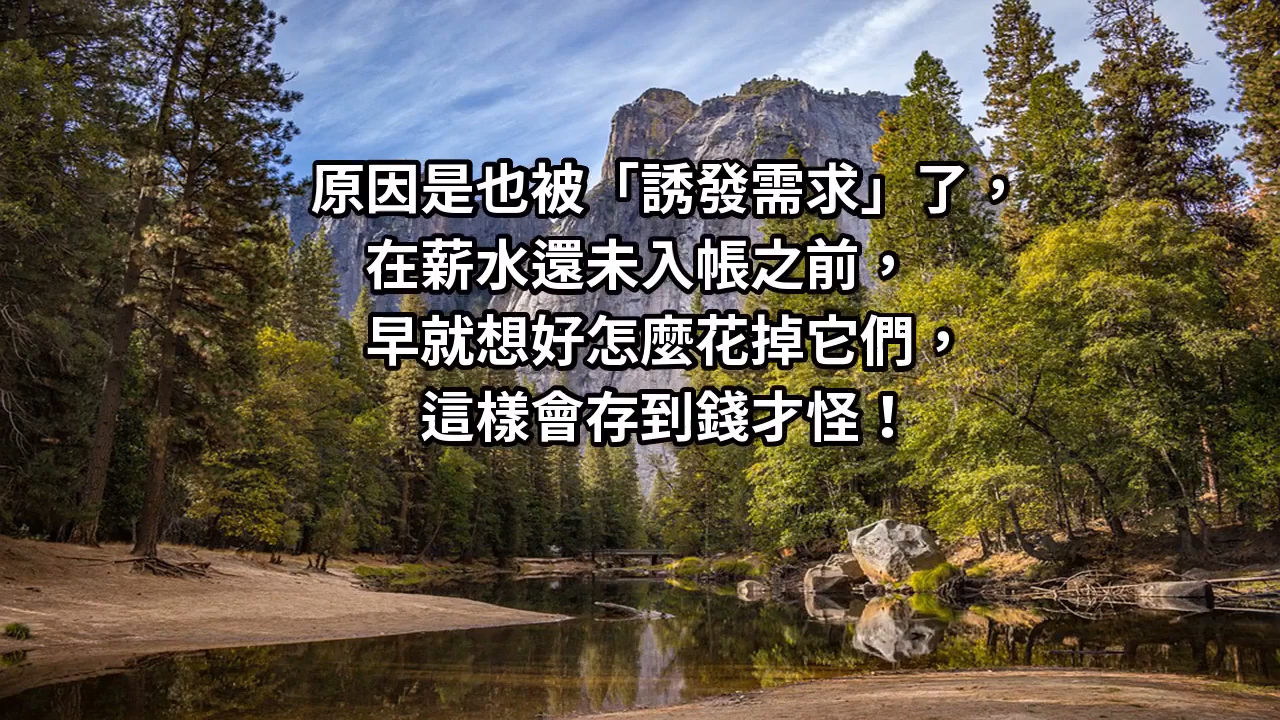 原因是也被「誘發需求」了，
在薪水還未入帳之前，
早就想好怎麼花掉它們，
這樣會存到錢才怪！